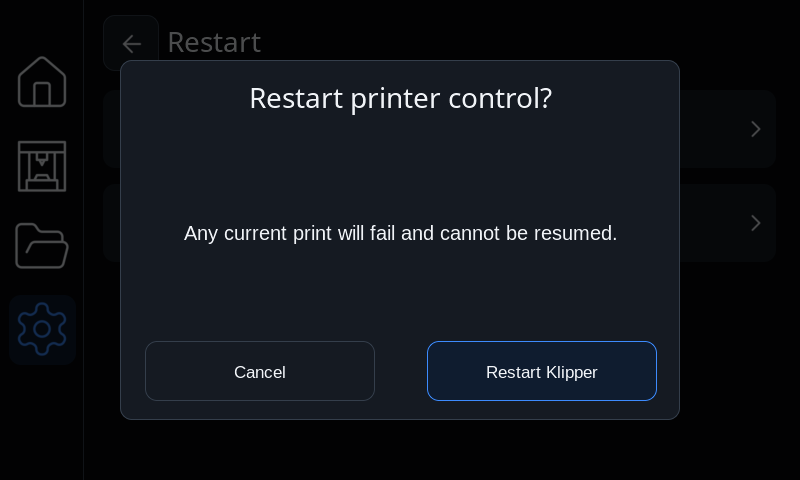 Restart
Restart printer control?
Any current print will fail and cannot be resumed.
Cancel
Restart Klipper